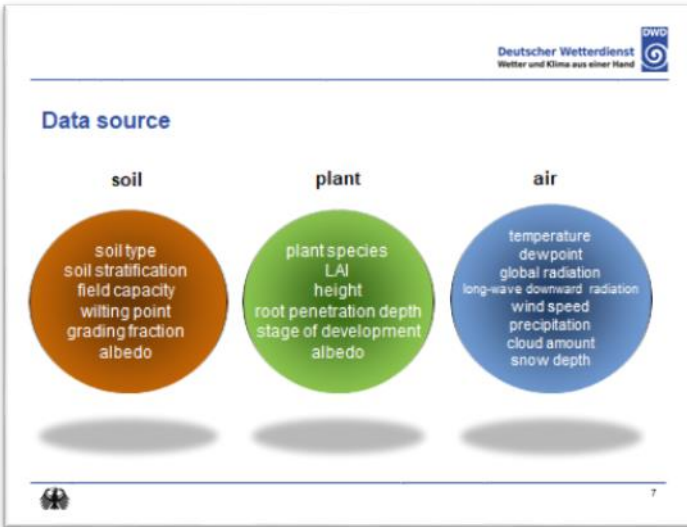 DWD
Deutscher Wetterdienst
Wetter und Klima aus einer Hand
Data source
soil
soil type
soil stratification
field capacity
wilting point
grading fraction
albedo
plant
plant species
LAI
height
root penetration depth
stage of development
albedo
air
temperature
dewpoint
global radiation
long-wave downward radiation
wind speed
precipitation
cloud amount
snow depth
7